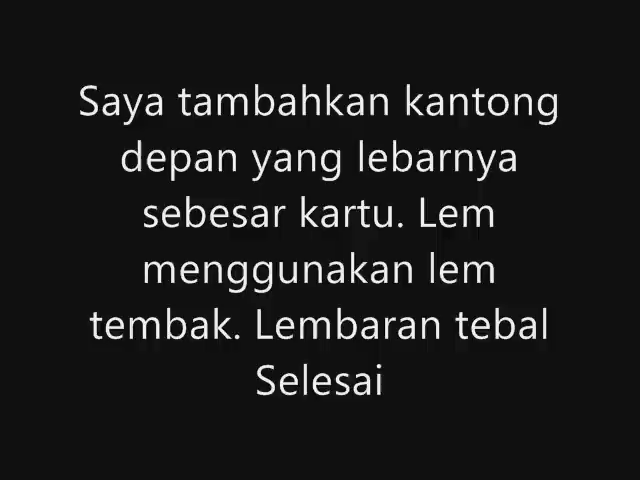 Saya tambahkan kantong
depan yang lebarnya
sebesar kartu. Lem
menggunakan lem
tembak. Lembaran tebal
Selesai